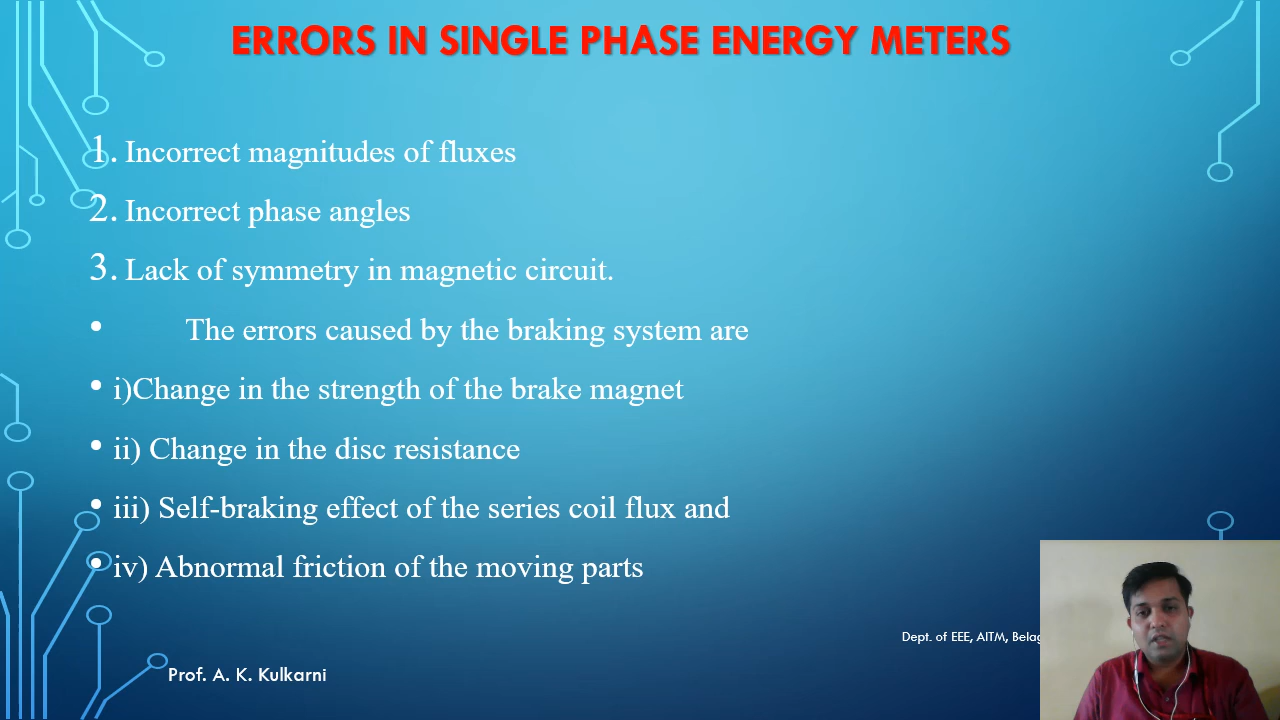 ERRORS IN SINGLE PHASE ENERGY METERS
1. Incorrect magnitudes of fluxes
2. Incorrect phase angles
3. Lack of symmetry in magnetic circuit.
• The errors caused by the braking system are
• i)Change in the strength of the brake magnet
• ii) Change in the disc resistance
• iii) Self-braking effect of the series coil flux and
• iv) Abnormal friction of the moving parts
Dept. of EEE, AITM,
Prof. A. K. Kulkarni